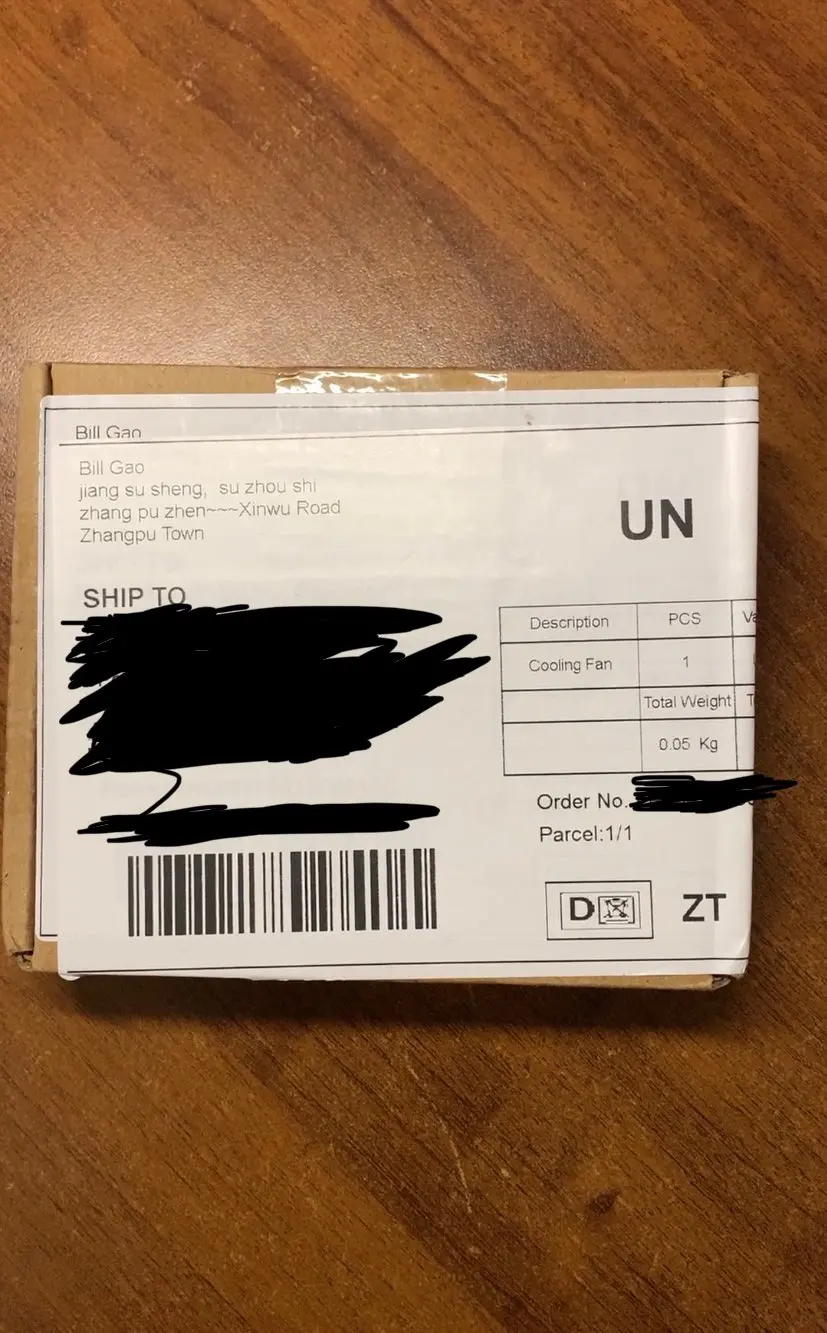 Bill Gao
Bill Gao
jiang su sheng, su zhou shi
zhang pu zhen~~~Xinwu Road
Zhangpu Town
UN
SHIP TO
Description PCS Va
Cooling Fan 1
Total Weight T
0.05 Kg
Order No.
Parcel:1/1
D
ZT